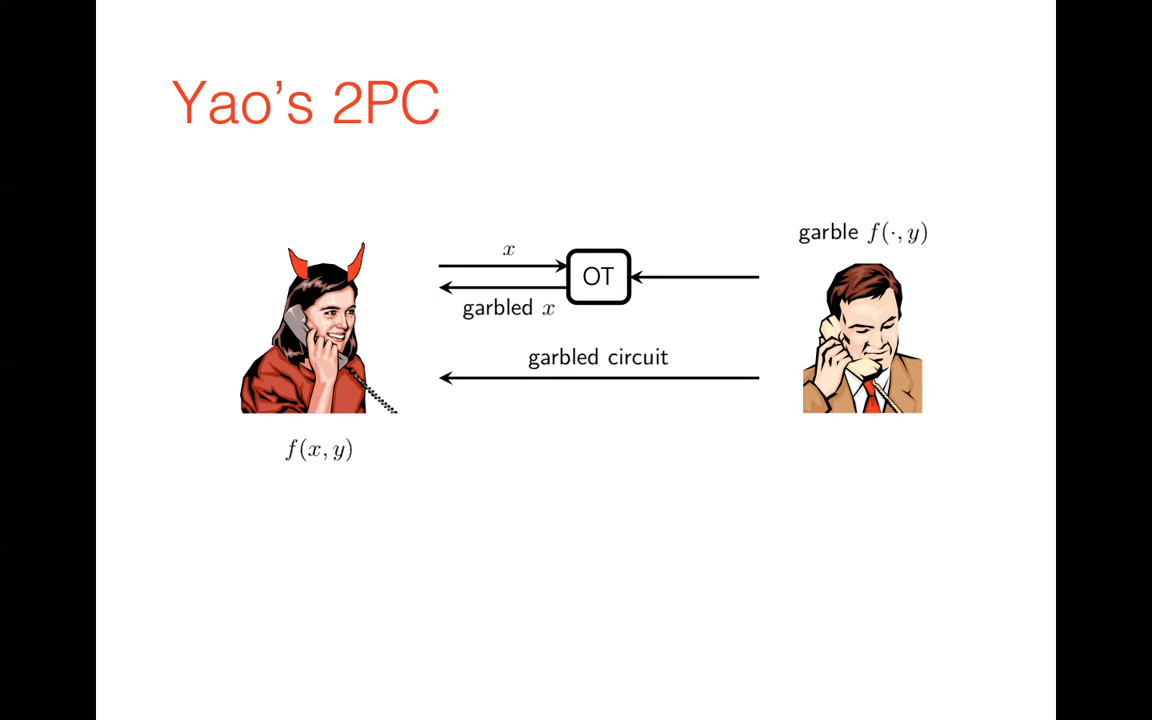 Yao's 2PC
garble f(·, y)
x
OT
garbled x
garbled circuit
f(x, y)